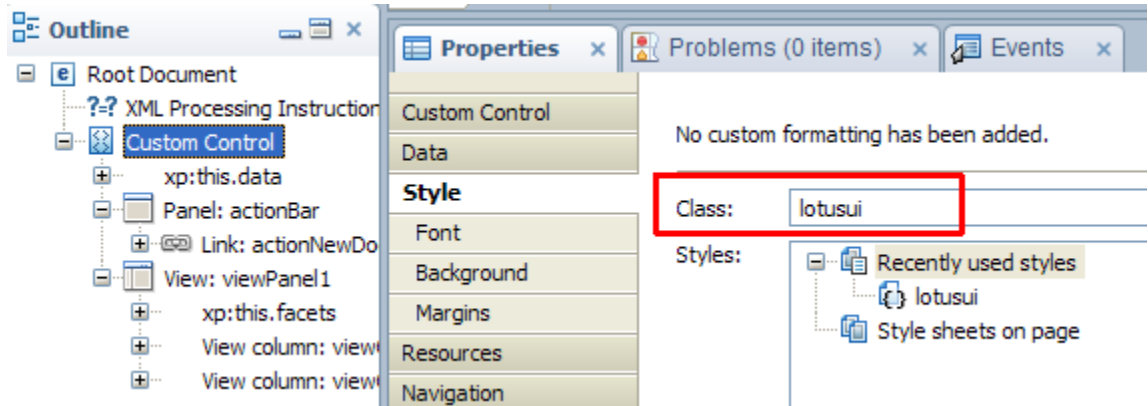 Outline
Root Document
?=? XML Processing Instruction
Custom Control
xp:this.data
Panel: actionBar
Link: actionNewDo
View: viewPanel1
xp:this.facets
View column: view
View column: view
Properties
Problems (0 items)
Events
Custom Control
Data
Style
Font
Background
Margins
Resources
Navigation
No custom formatting has been added.
Class: lotusui
Styles:
Recently used styles
lotusui
Style sheets on page